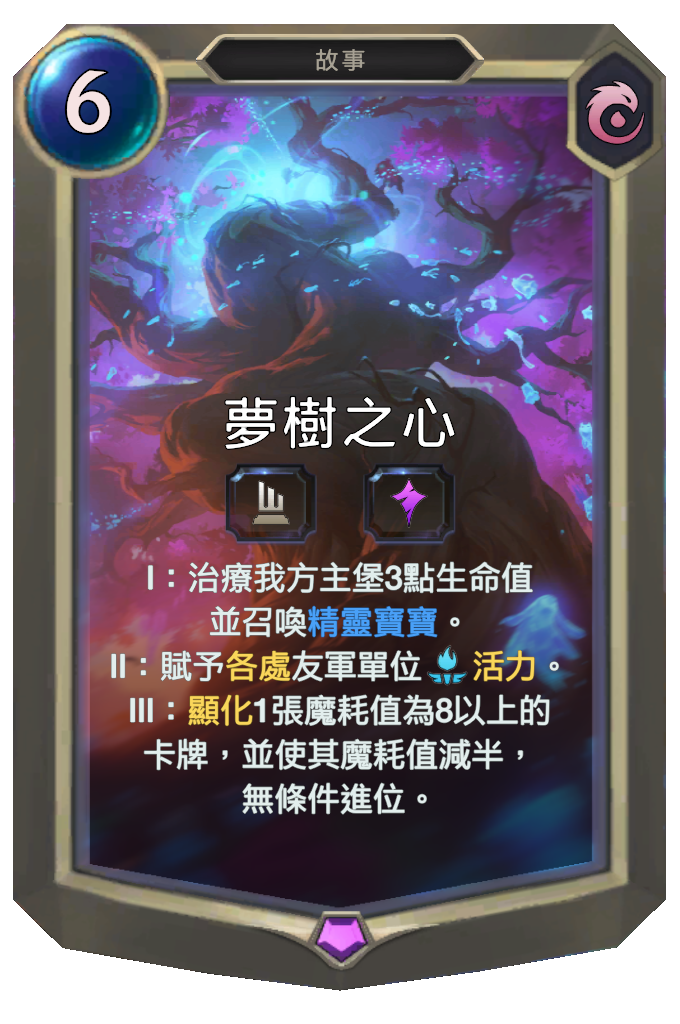 6
故事
夢樹之心
I：治療我方主堡3點生命值
並召喚精靈寶寶。
II：賦予各處友軍單位活力。
III：顯化1張魔耗值為8以上的
卡牌，並使其魔耗值減半，
無條件進位。